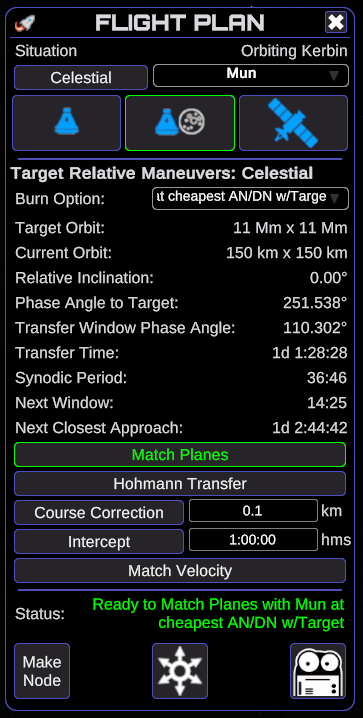 FLIGHT PLAN
Situation Orbiting Kerbin
Celestial Mun
Target Relative Maneuvers: Celestial
Burn Option: at cheapest AN/DN w/Targe
Target Orbit: 11 Mm x 11 Mm
Current Orbit: 150 km x 150 km
Relative Inclination: 0.00°
Phase Angle to Target: 251.538°
Transfer Window Phase Angle: 110.302°
Transfer Time: 1d 1:28:28
Synodic Period: 36:46
Next Window: 14:25
Next Closest Approach: 1d 2:44:42
Match Planes
Hohmann Transfer
Course Correction 0.1 km
Intercept 1:00:00 hms
Match Velocity
Status: Ready to Match Planes with Mun at
cheapest AN/DN w/Target
Make
Node